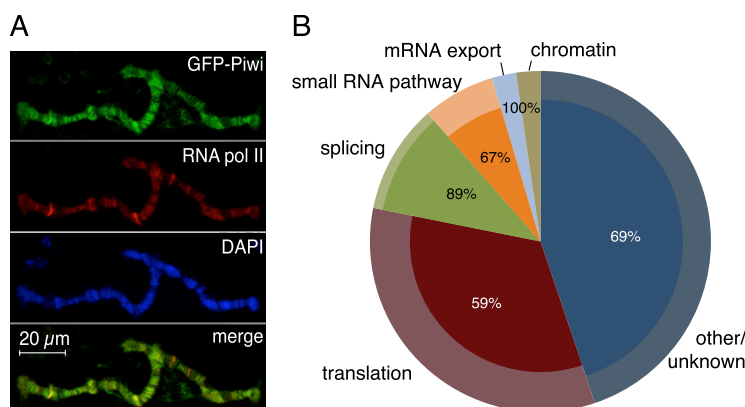 A
GFP-Piwi
RNA pol II
DAPI
merge
20 µm
B
mRNA export
chromatin
small RNA pathway
splicing
100%
67%
89%
69%
59%
other/
unknown
translation